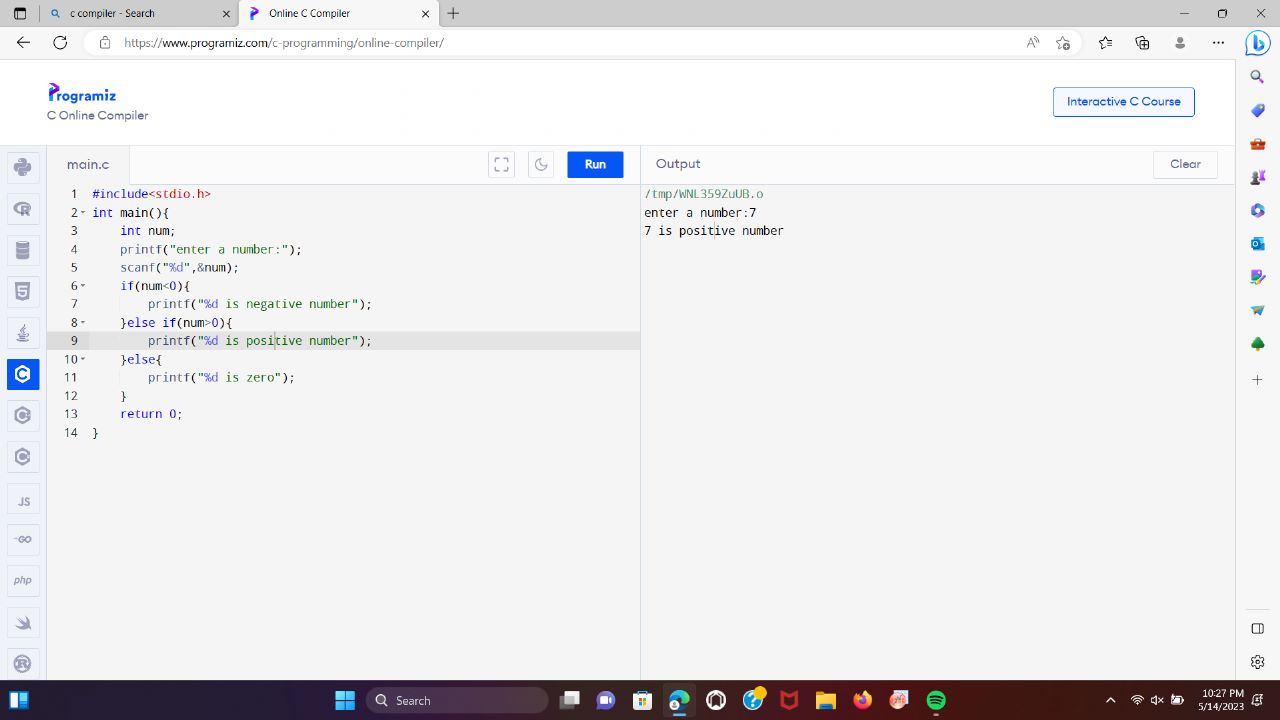 c compiler - Search
Online C Compiler
https://www.programiz.com/c-programming/online-compiler/
Programiz
C Online Compiler
Interactive C Course
main.c
Run
Output
Clear
1 #include<stdio.h>
2 int main(){
3 int num;
4 printf("enter a number:");
5 scanf("%d",&num);
6 if(num<0){
7 printf("%d is negative number");
8 }else if(num>0){
9 printf("%d is positive number");
10 }else{
11 printf("%d is zero");
12 }
13 return 0;
14 }
/tmp/WNL359ZuUB.o
enter a number:7
7 is positive number
JS
GO
php
Search
10:27 PM
5/14/2023